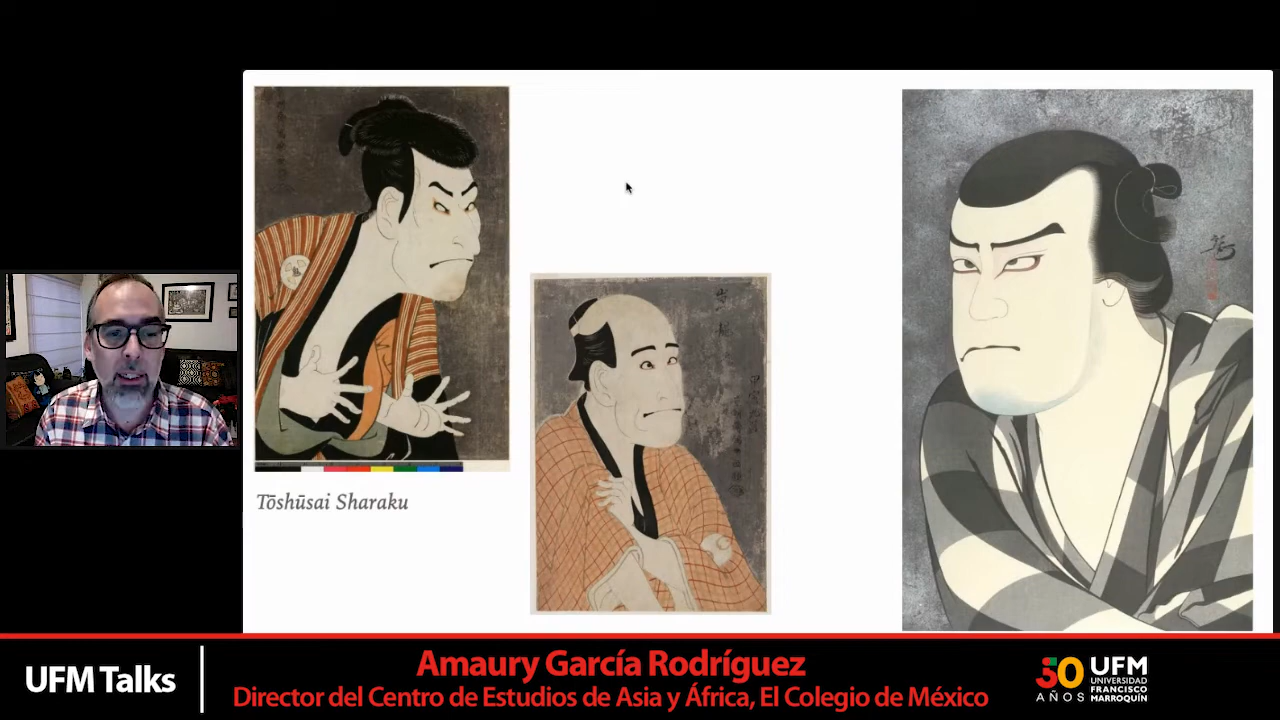 Tōshūsai Sharaku
UFM Talks
Amaury García Rodríguez
Director del Centro de Estudios de Asia y África, El Colegio de México
50
AÑOS
UFM
UNIVERSIDAD
FRANCISCO
MARROQUÍN